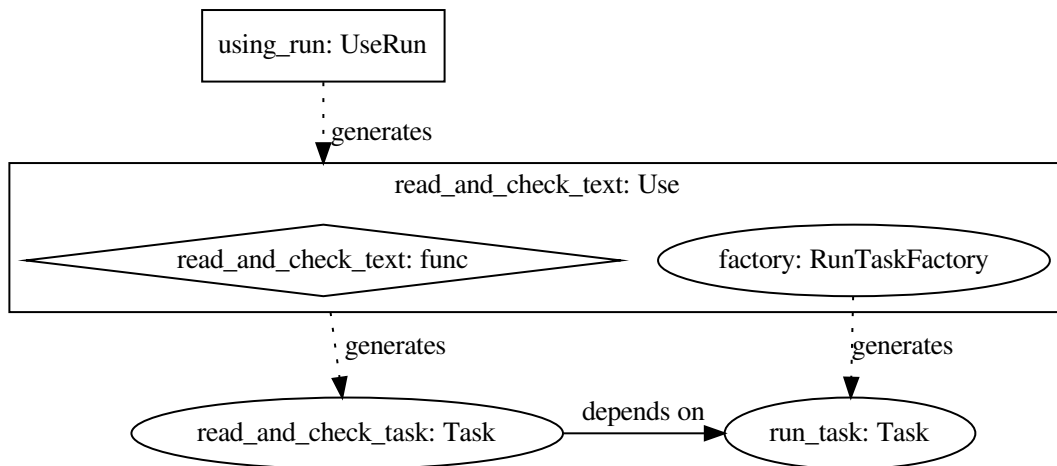 using_run: UseRun
generates
read_and_check_text: Use
read_and_check_text: func
factory: RunTaskFactory
generates
generates
read_and_check_task: Task
depends on
run_task: Task